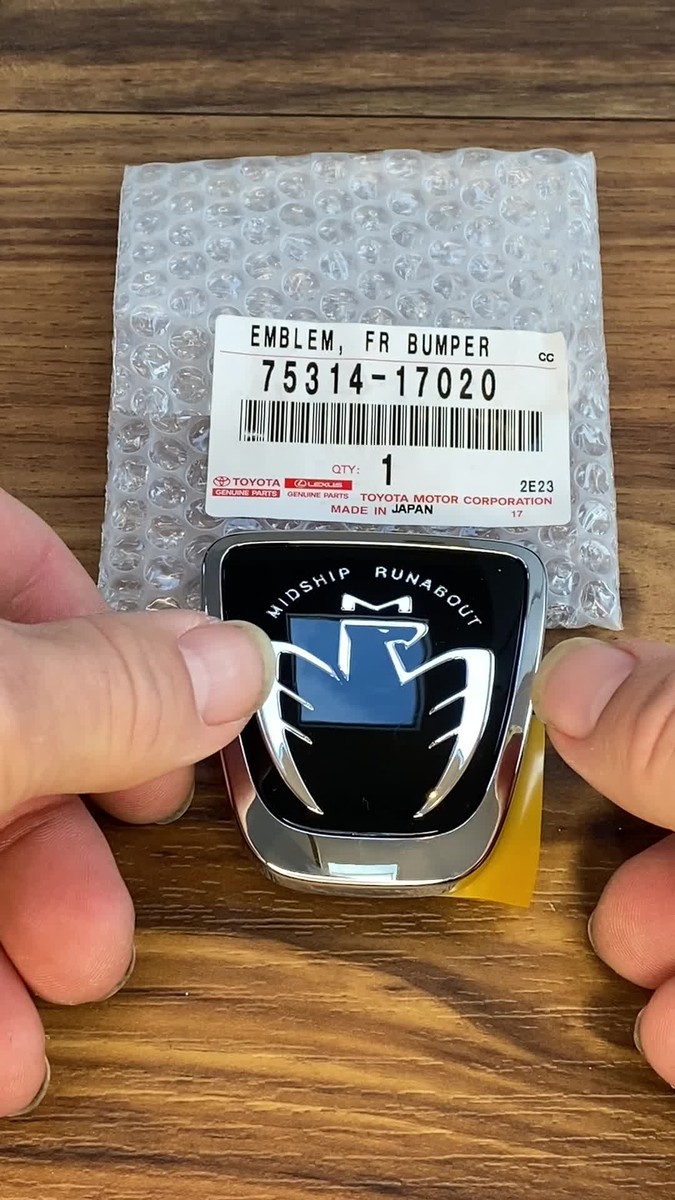 EMBLEM, FR BUMPER
CC
75314-17020
QTY: 1
TOYOTA
GENUINE PARTS
LEXUS
GENUINE PARTS
2E23
TOYOTA MOTOR CORPORATION
MADE IN JAPAN
17
MIDSHIP RUNABOUT